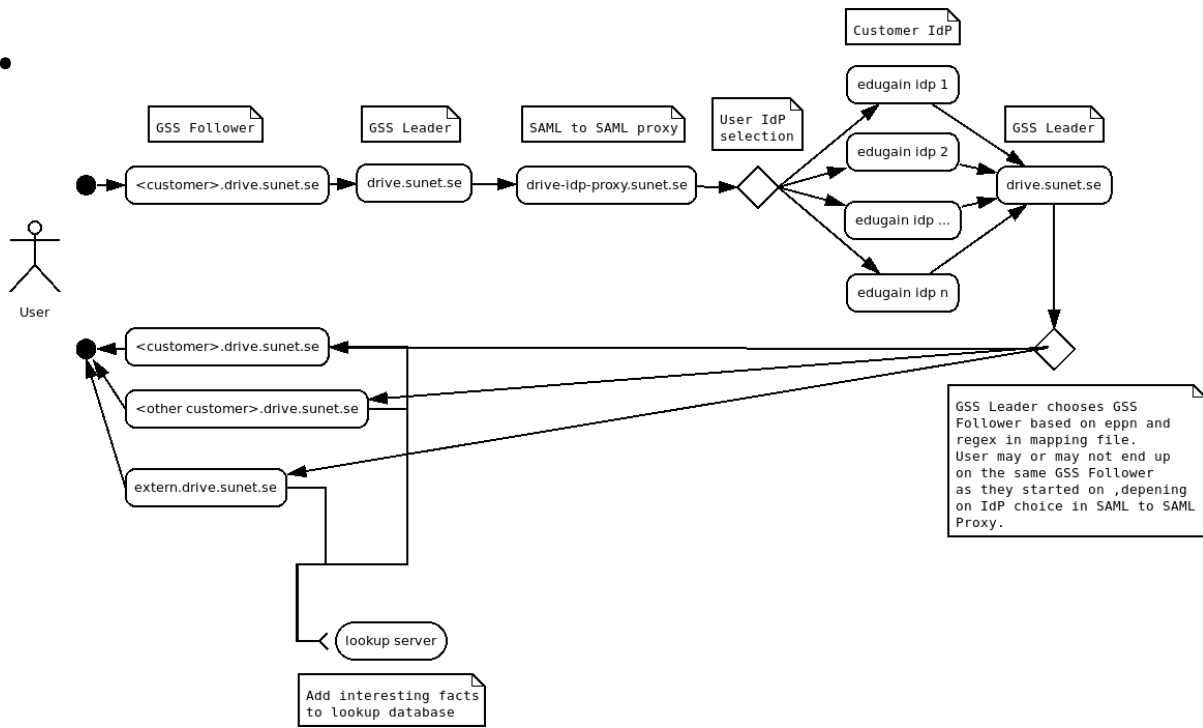 Customer IdP
edugain idp 1
GSS Follower
GSS Leader
SAML to SAML proxy
User IdP
selection
GSS Leader
edugain idp 2
<customer>.drive.sunet.se
drive.sunet.se
drive-idp-proxy.sunet.se
drive.sunet.se
edugain idp ...
edugain idp n
User
<customer>.drive.sunet.se
<other customer>.drive.sunet.se
extern.drive.sunet.se
GSS Leader chooses GSS
Follower based on eppn and
regex in mapping file.
User may or may not end up
on the same GSS Follower
as they started on ,depening
on IdP choice in SAML to SAML
Proxy.
lookup server
Add interesting facts
to lookup database